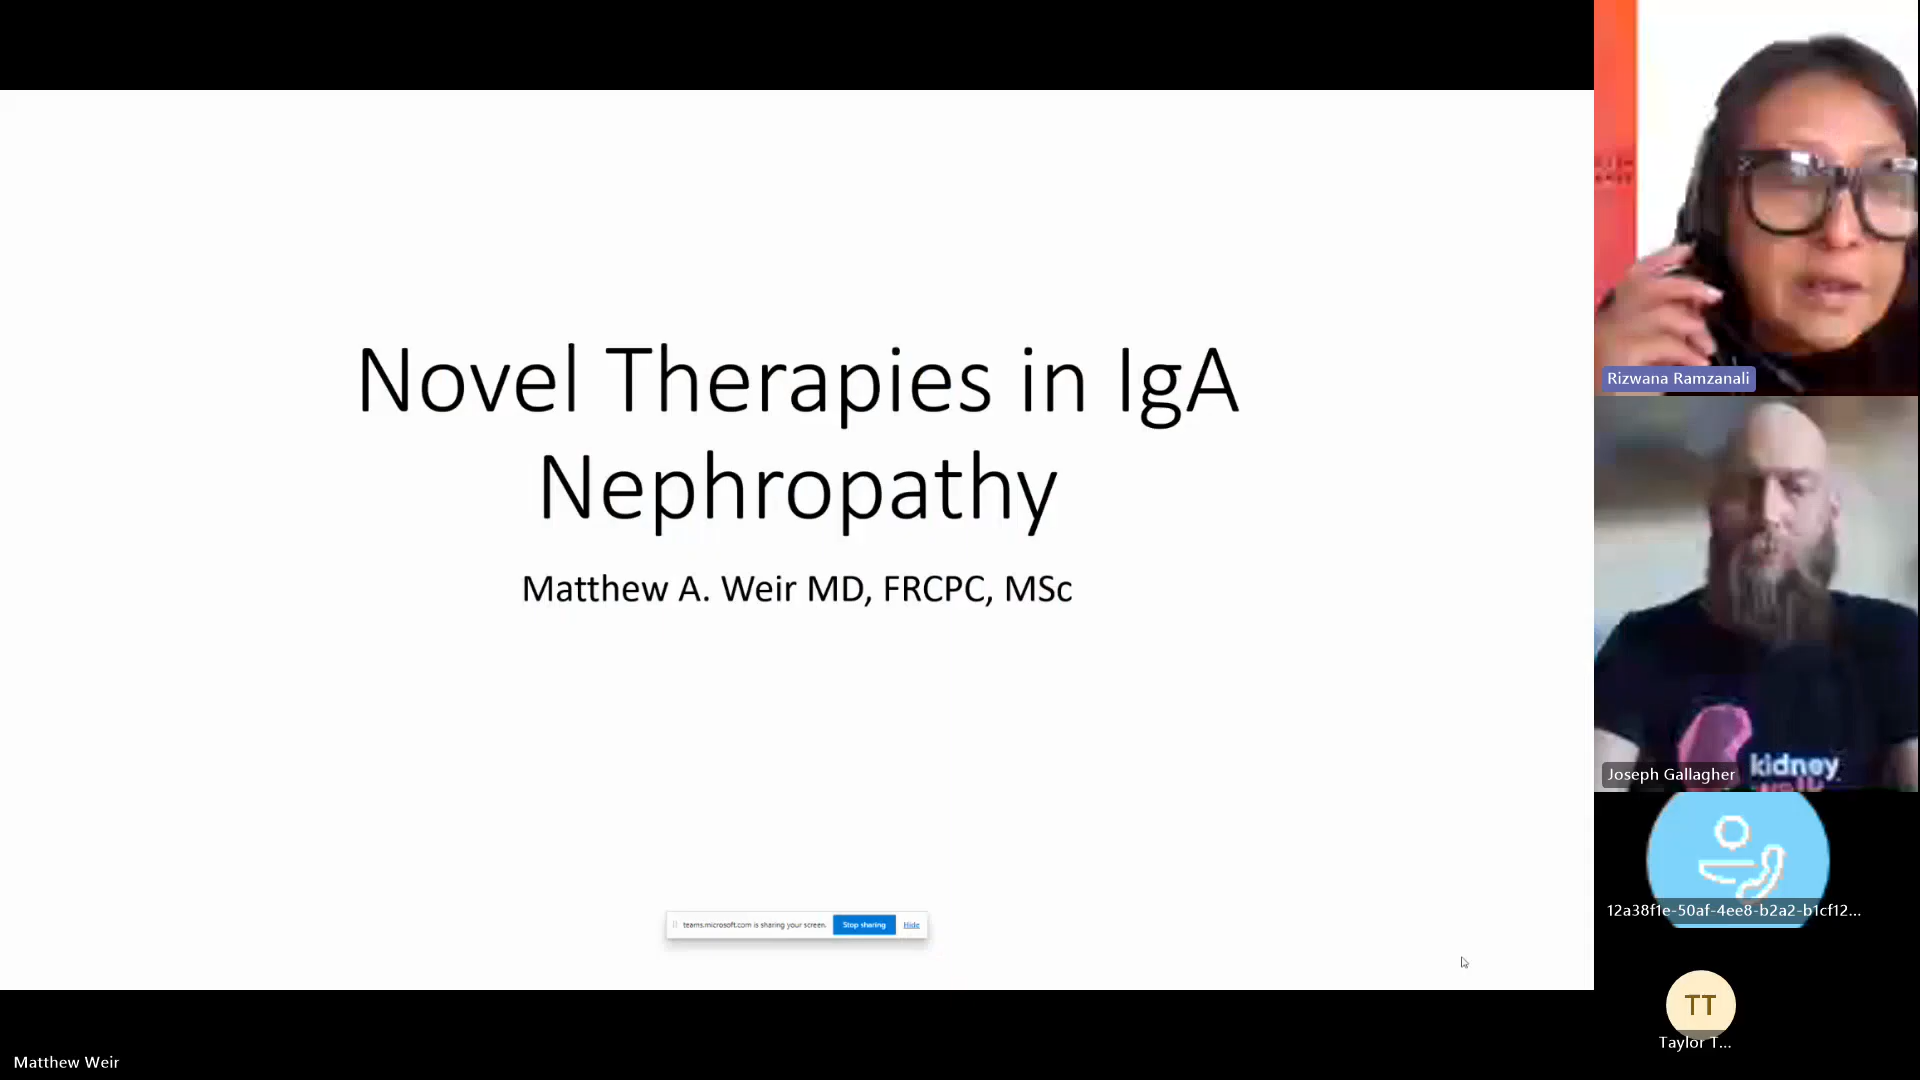 Novel Therapies in IgA
Nephropathy
Matthew A. Weir MD, FRCPC, MSc
teams.microsoft.com is sharing your screen.
Stop sharing
Hide
Matthew Weir
Rizwana Ramzanali
kidney
Joseph Gallagher
12a38f1e-50af-4ee8-b2a2-b1cf12...
TT
Taylor T...